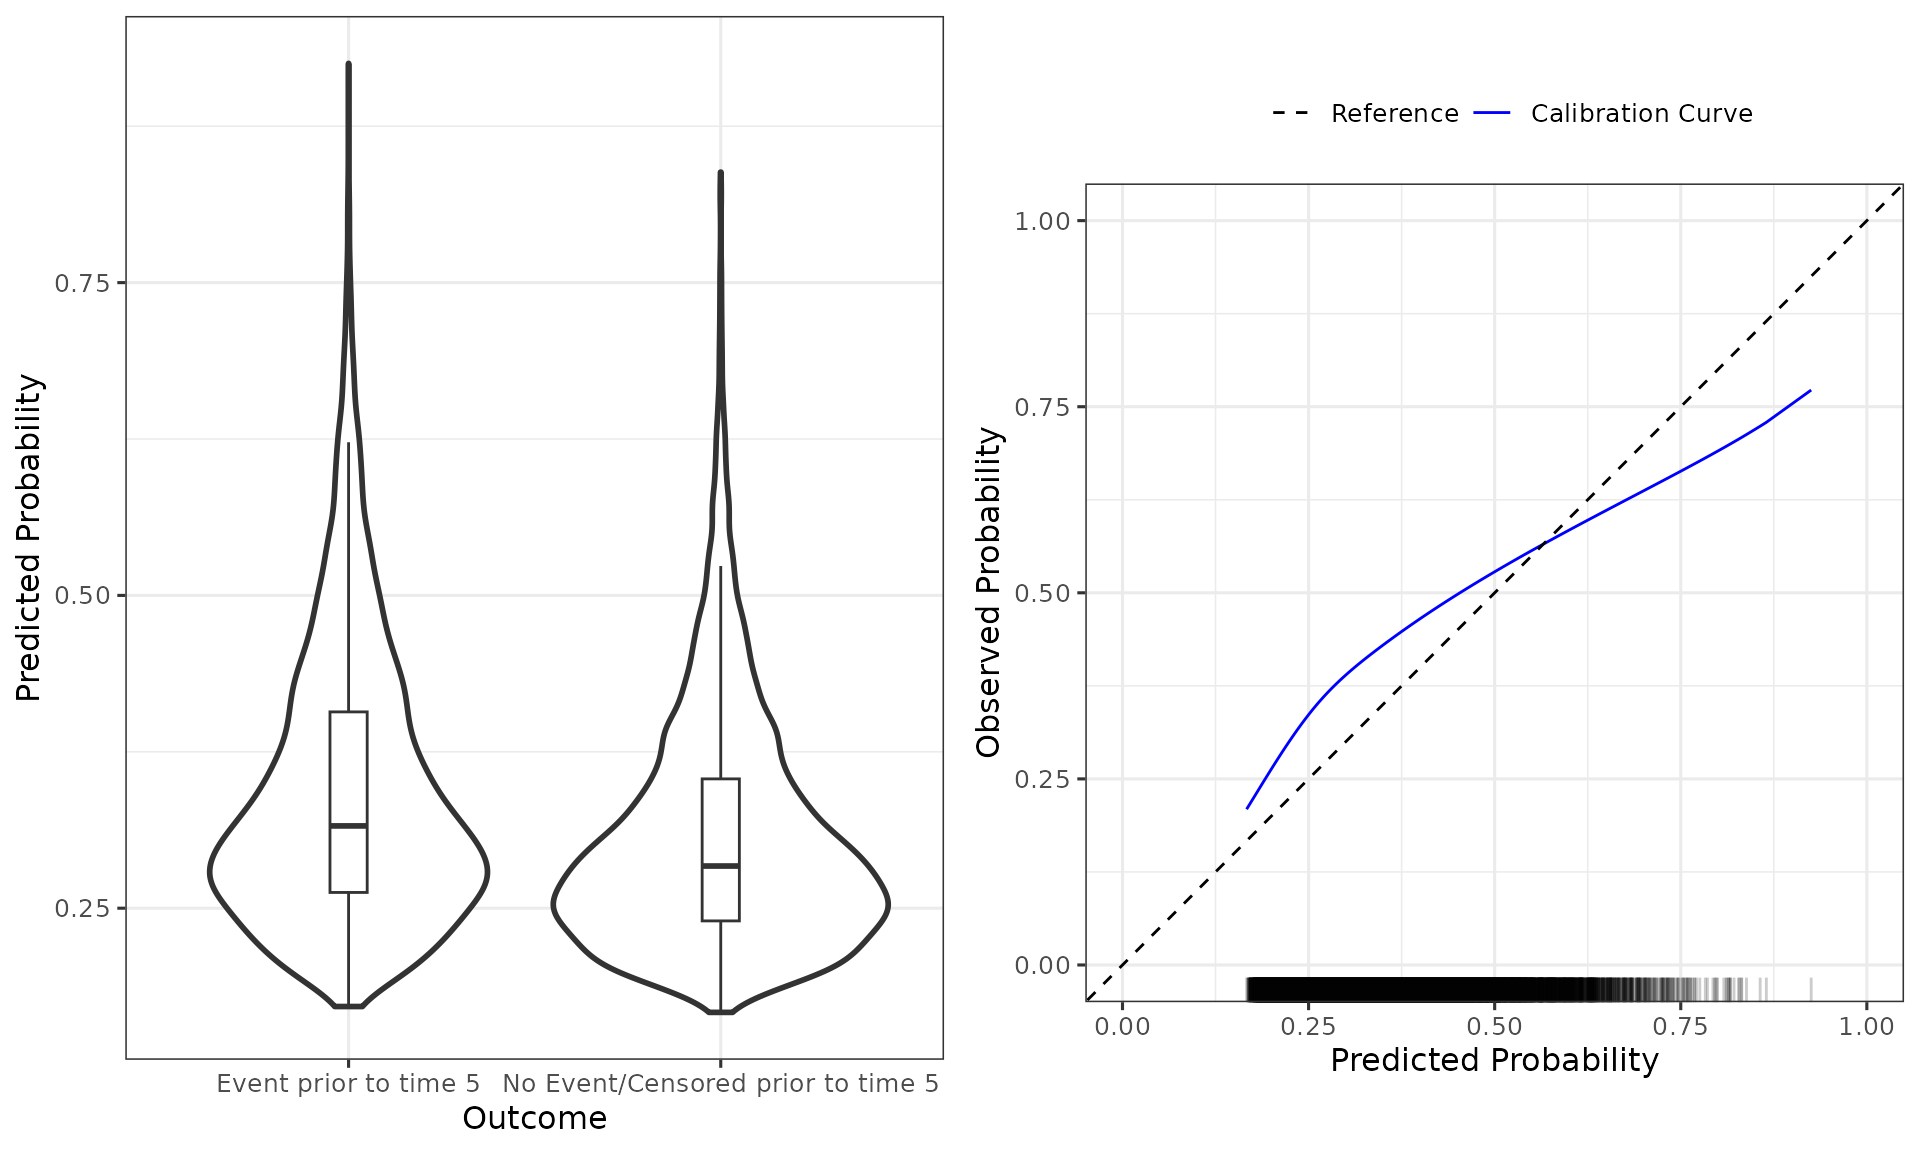 Predicted Probability
0.75
0.50
0.25
Event prior to time 5
No Event/Censored prior to time 5
Outcome
Reference
Calibration Curve
Observed Probability
1.00
0.75
0.50
0.25
0.00
0.00
0.25
0.50
0.75
1.00
Predicted Probability